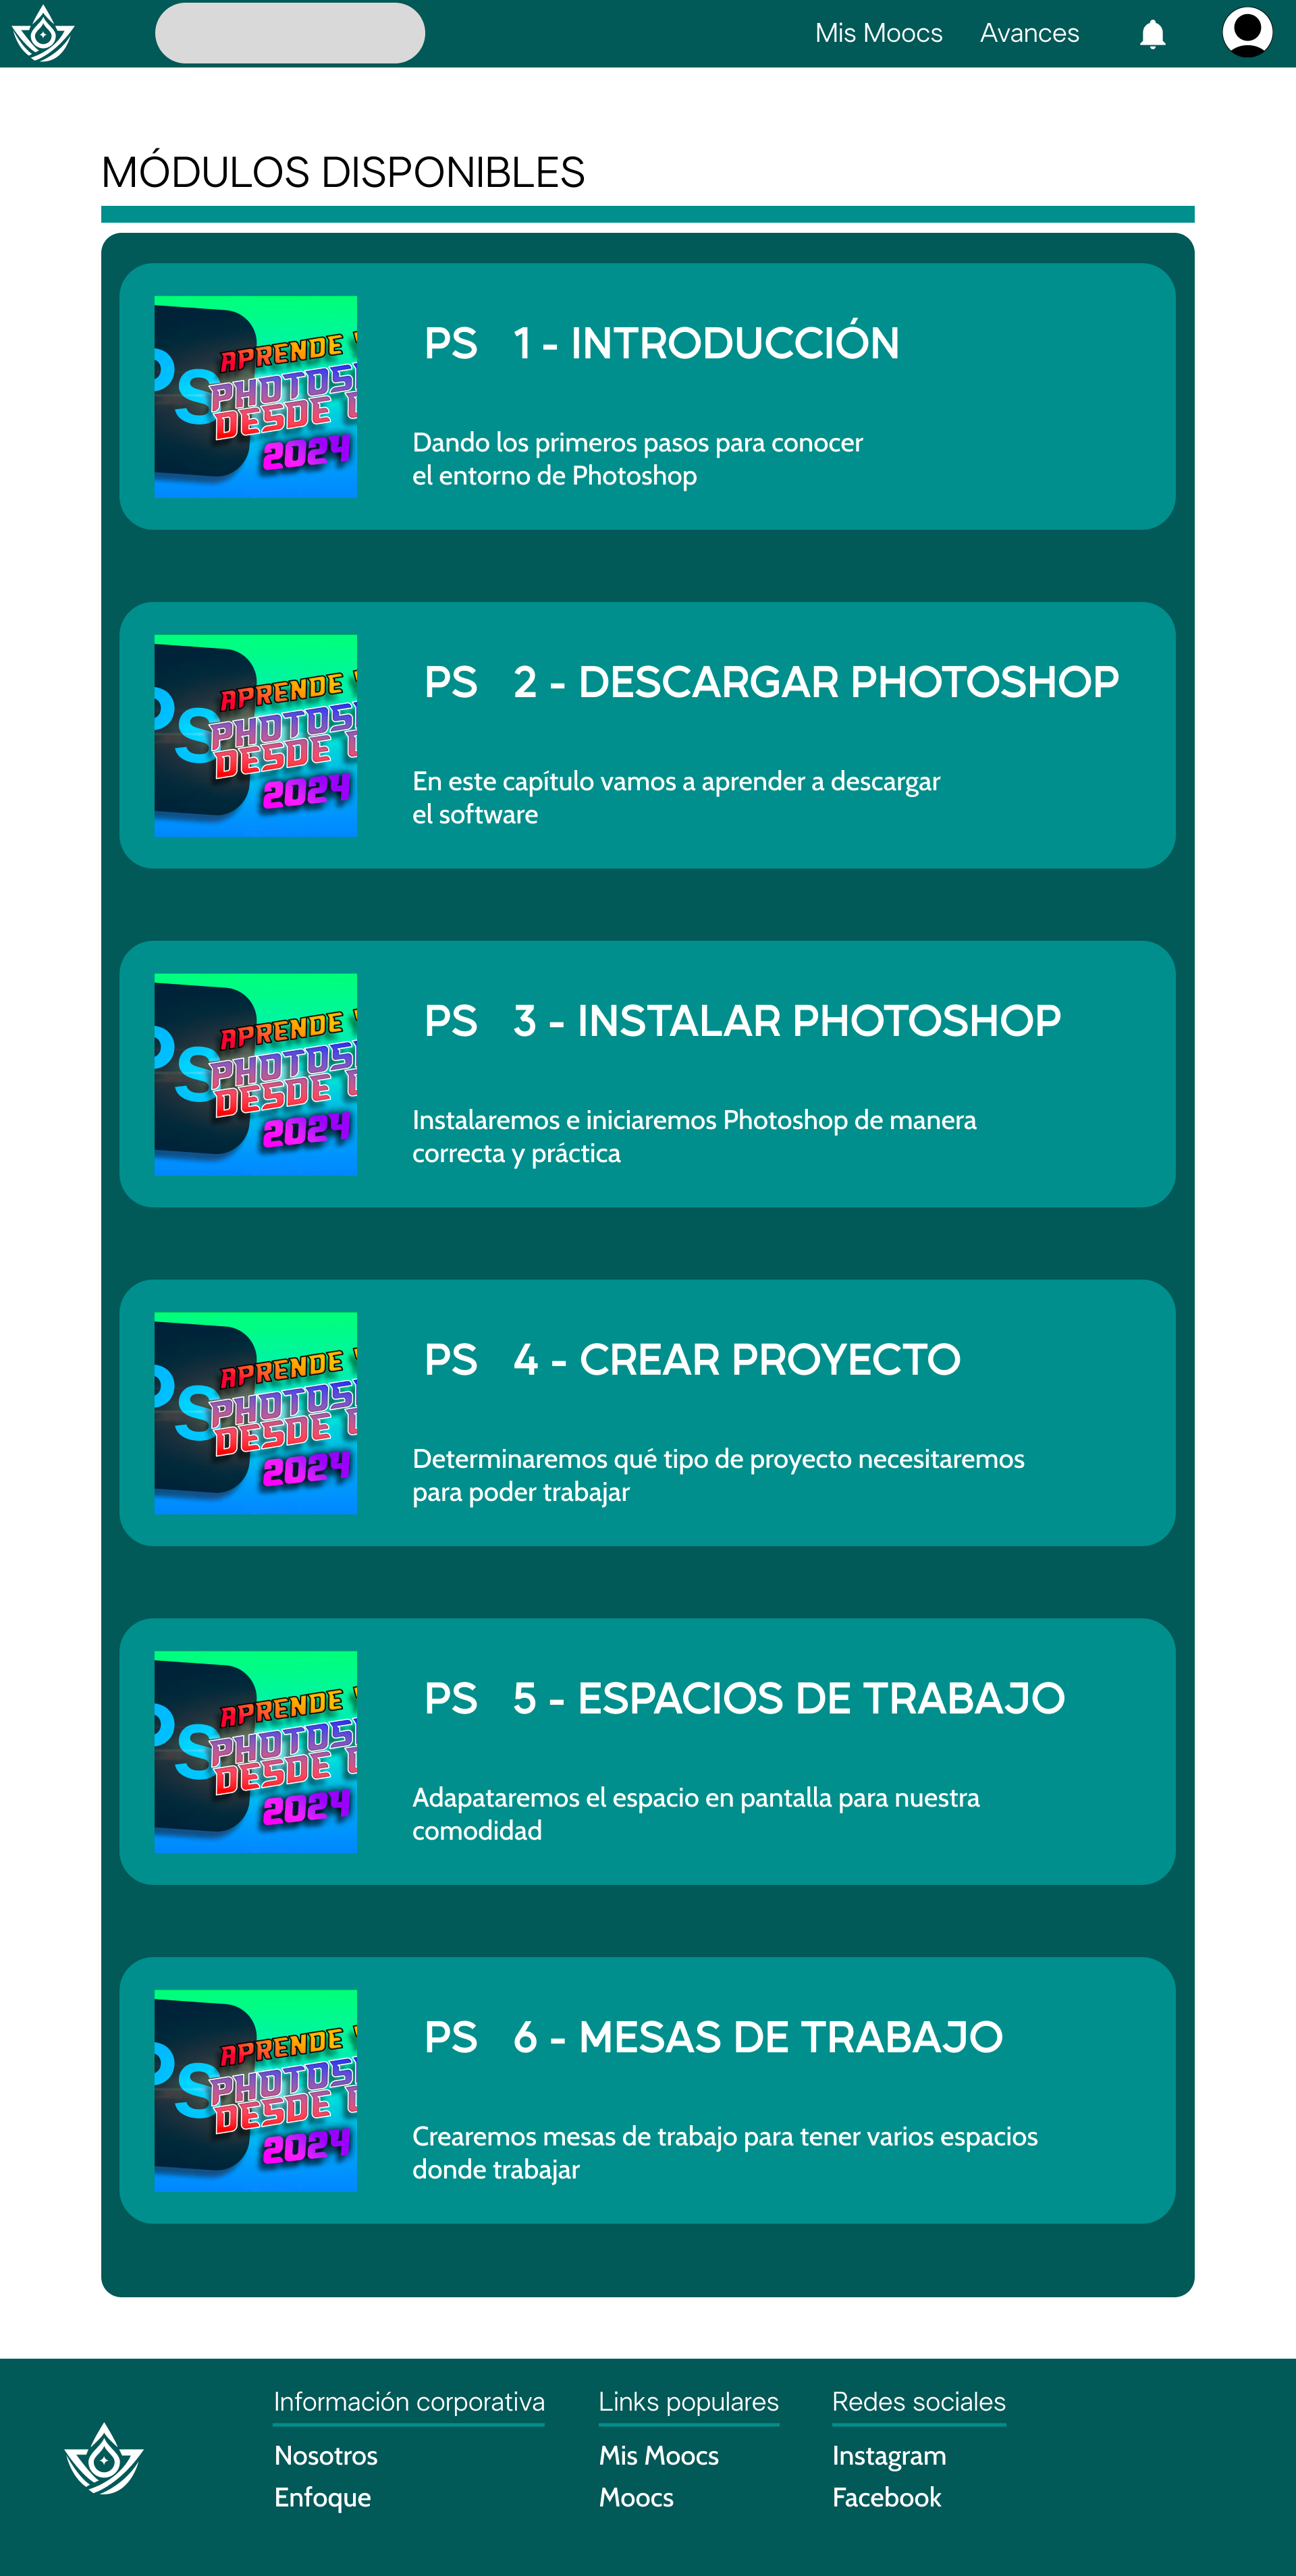 Mis Moocs Avances
MÓDULOS DISPONIBLES
APRENDE
PS
PHOTOS
DESDE
2024
PS 1 - INTRODUCCIÓN
Dando los primeros pasos para conocer
el entorno de Photoshop
APRENDE
PS
PHOTOS
DESDE
2024
PS 2 - DESCARGAR PHOTOSHOP
En este capítulo vamos a aprender a descargar
el software
APRENDE
PS
PHOTOS
DESDE
2024
PS 3 - INSTALAR PHOTOSHOP
Instalaremos e iniciaremos Photoshop de manera
correcta y práctica
APRENDE
PS
PHOTOS
DESDE
2024
PS 4 - CREAR PROYECTO
Determinaremos qué tipo de proyecto necesitaremos
para poder trabajar
APRENDE
PS
PHOTOS
DESDE
2024
PS 5 - ESPACIOS DE TRABAJO
Adapataremos el espacio en pantalla para nuestra
comodidad
APRENDE
PS
PHOTOS
DESDE
2024
PS 6 - MESAS DE TRABAJO
Crearemos mesas de trabajo para tener varios espacios
donde trabajar
Información corporativa
Nosotros
Enfoque
Links populares
Mis Moocs
Moocs
Redes sociales
Instagram
Facebook